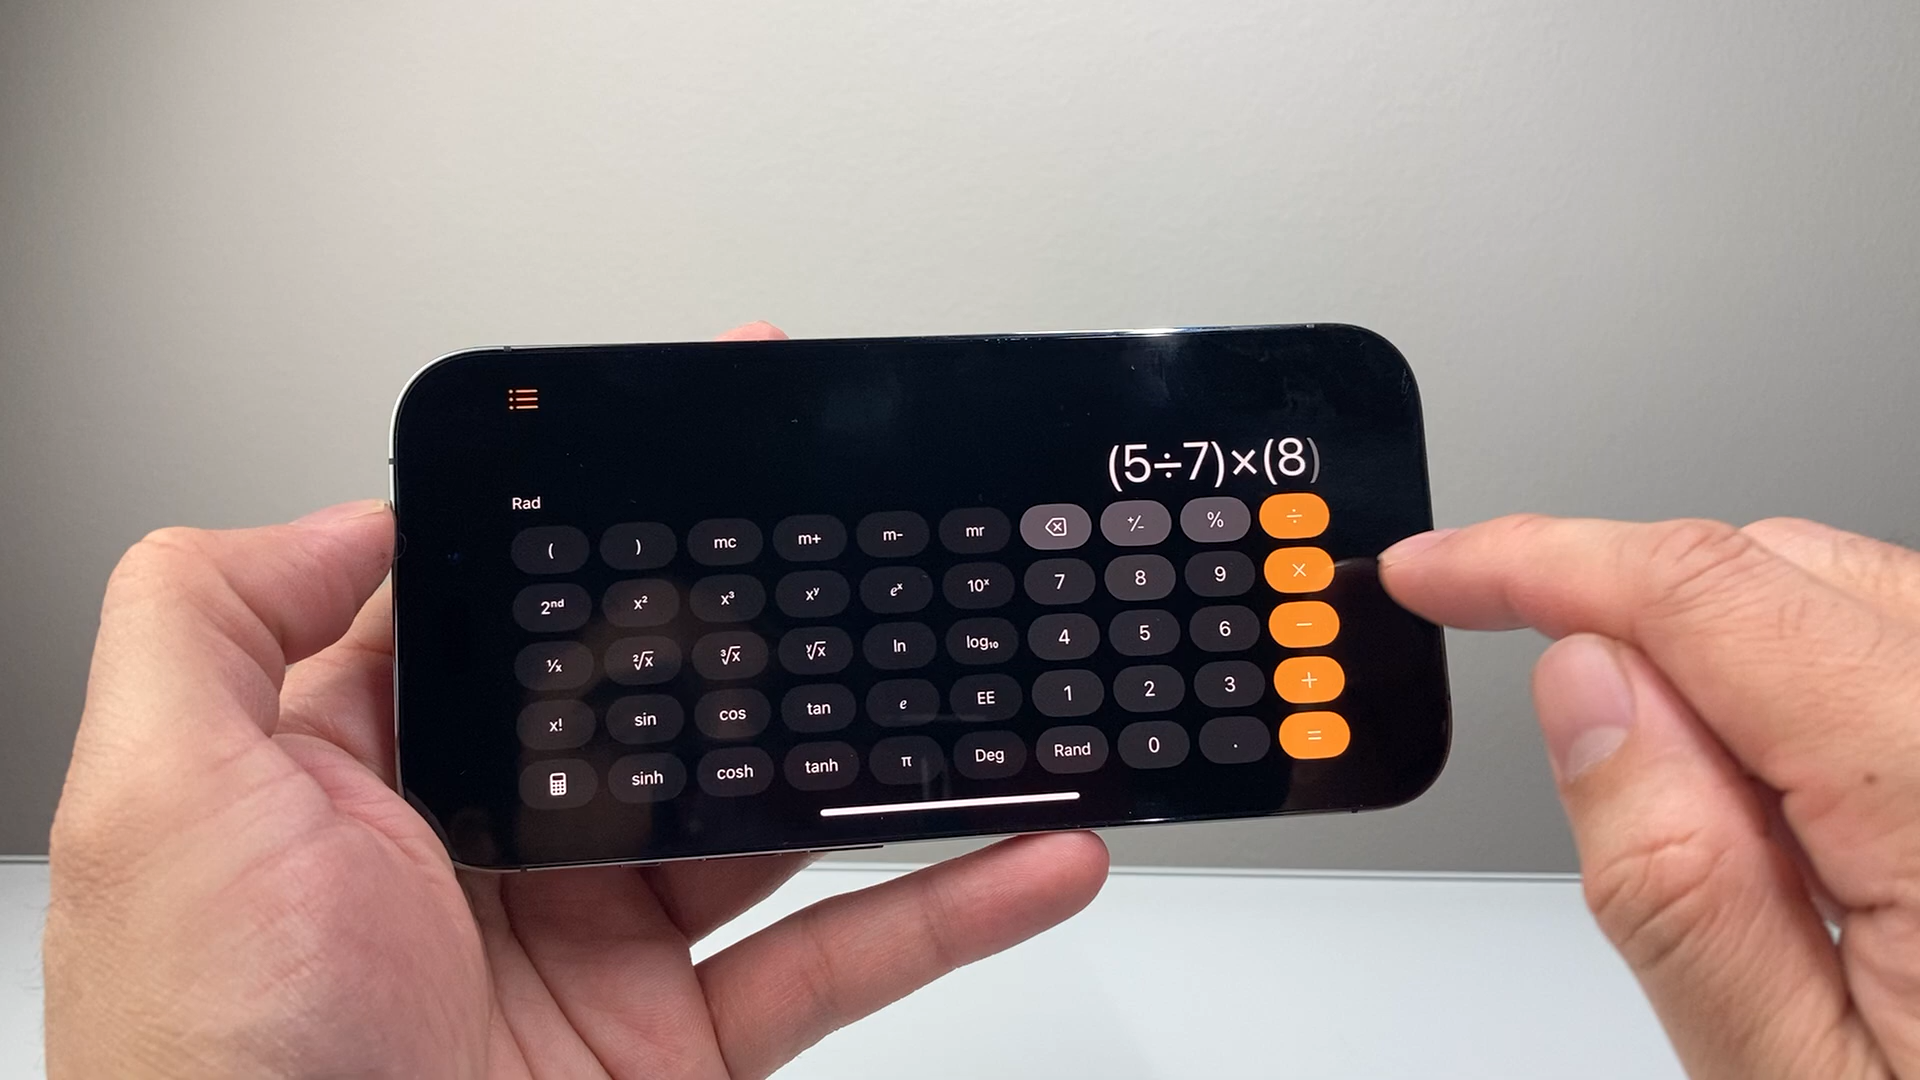 (5÷7)×(8)
Rad
( ) mc m+ m- mr ⌫ +/- % ÷
2nd x² x³ xʸ eˣ 10ˣ 7 8 9 ×
1/x ²√x ³√x ʸ√x ln log₁₀ 4 5 6 −
x! sin cos tan e EE 1 2 3 +
sinh cosh tanh π Deg Rand 0 . =